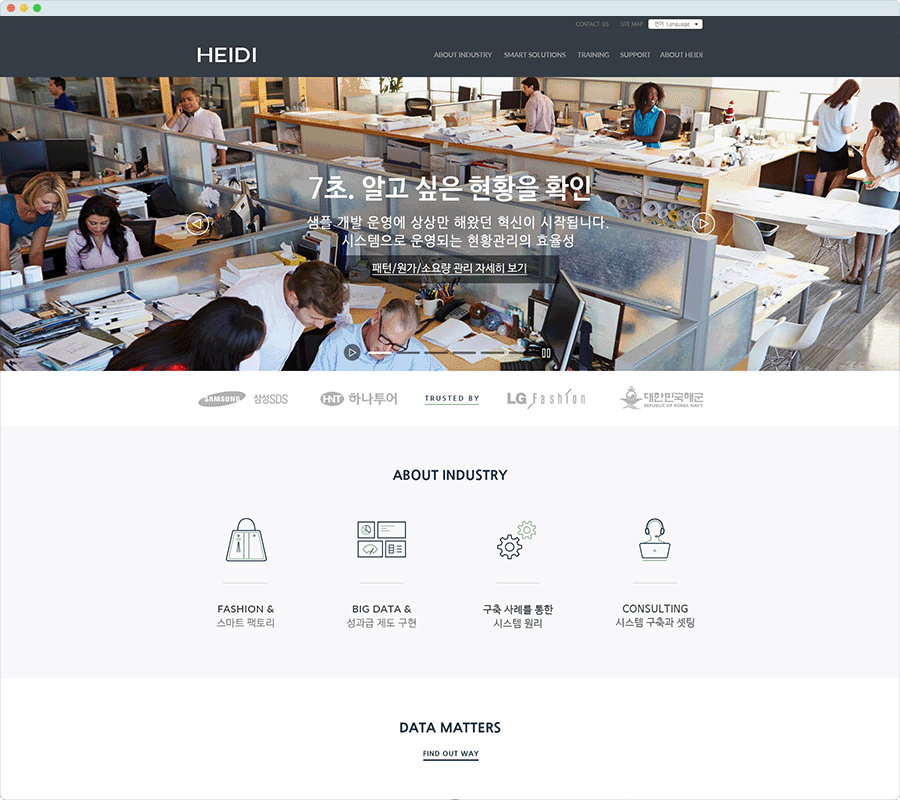 CONTACT US SITE MAP 언어 Language
HEIDI
ABOUT INDUSTRY SMART SOLUTIONS TRAINING SUPPORT ABOUT HEIDI
7초. 알고 싶은 현황을 확인
샘플 개발 운영에 상상만 해왔던 혁신이 시작됩니다.
시스템으로 운영되는 현황관리의 효율성
패턴/원가/소요량 관리 자세히 보기
SAMSUNG 삼성SDS HNT 하나투어 TRUSTED BY LG Fashion 대한민국해군
REPUBLIC OF KOREA NAVY
ABOUT INDUSTRY
FASHION & BIG DATA & 구축 사례를 통한 CONSULTING
스마트 팩토리 성과급 제도 구현 시스템 원리 시스템 구축과 셋팅
DATA MATTERS
FIND OUT WAY